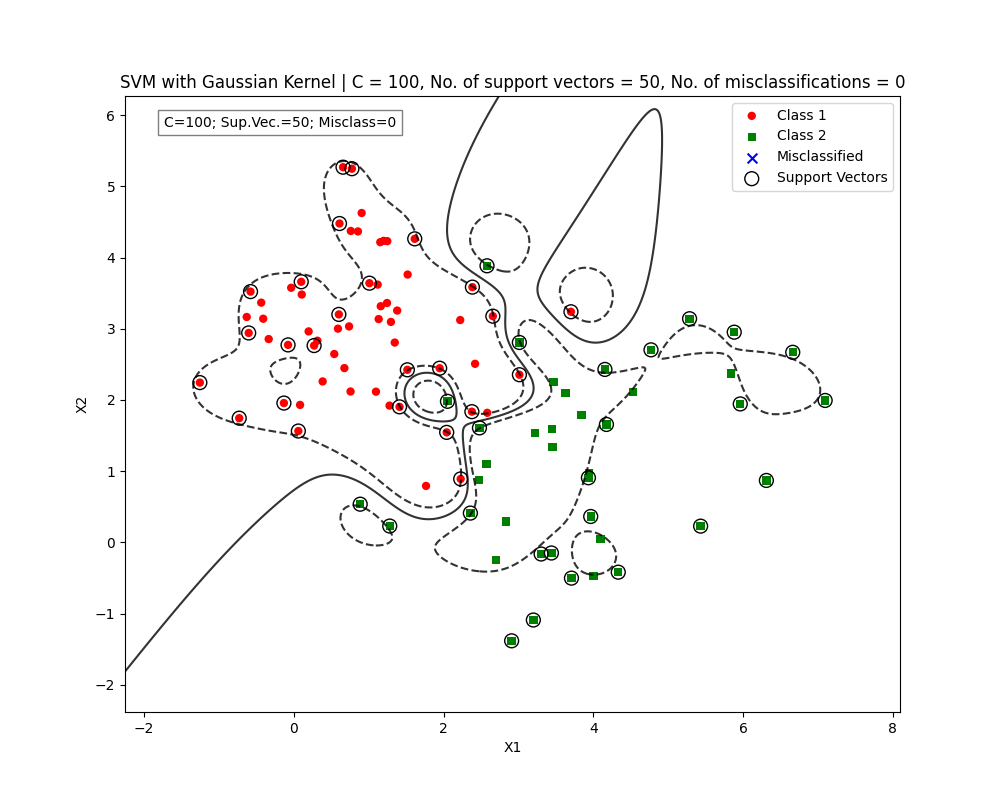 SVM with Gaussian Kernel | C = 100, No. of support vectors = 50, No. of misclassifications = 0
C=100; Sup.Vec.=50; Misclass=0
Class 1
Class 2
Misclassified
Support Vectors
X2
6
5
4
3
2
1
0
−1
−2
−2
0
2
4
6
8
X1